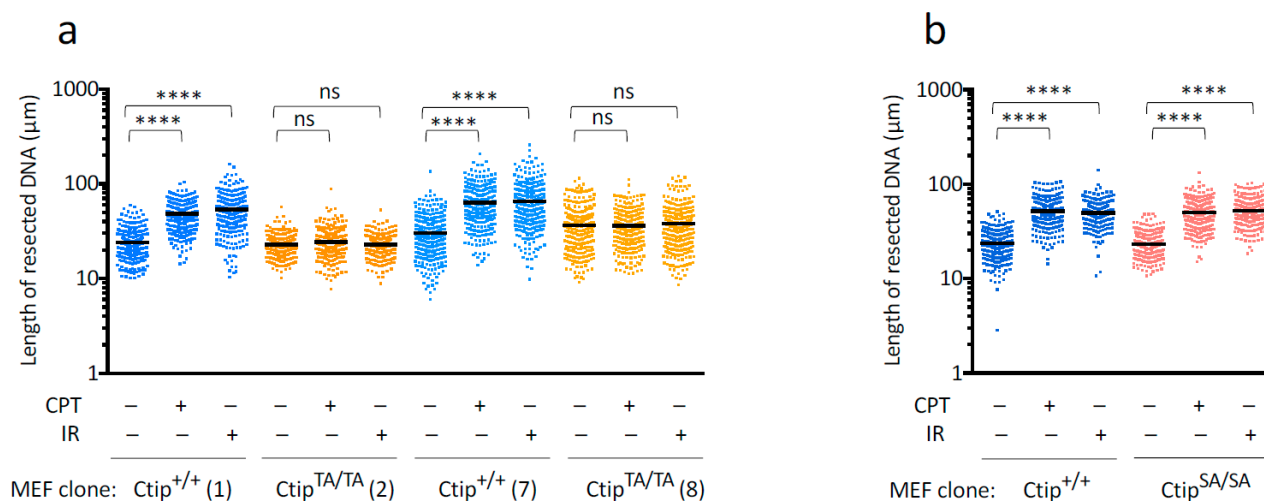 a
b
Length of resected DNA (µm)
1000
100
10
1
**** **** ns ns **** **** ns ns
CPT – + – – + – – + – – + –
IR – – + – – + – – + – – +
MEF clone: Ctip+/+ (1) CtipTA/TA (2) Ctip+/+ (7) CtipTA/TA (8)
Length of resected DNA (µm)
1000
100
10
1
**** **** **** ****
– + – – + –
– – + – – +
MEF clone: Ctip+/+ CtipSA/SA